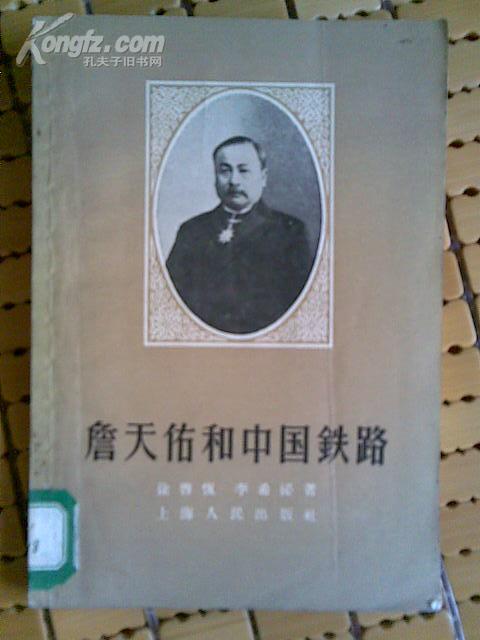 Kongfz.com
孔夫子旧书网
詹天佑和中国鉄路
徐啓恆 李希泌著
上海人民出版社